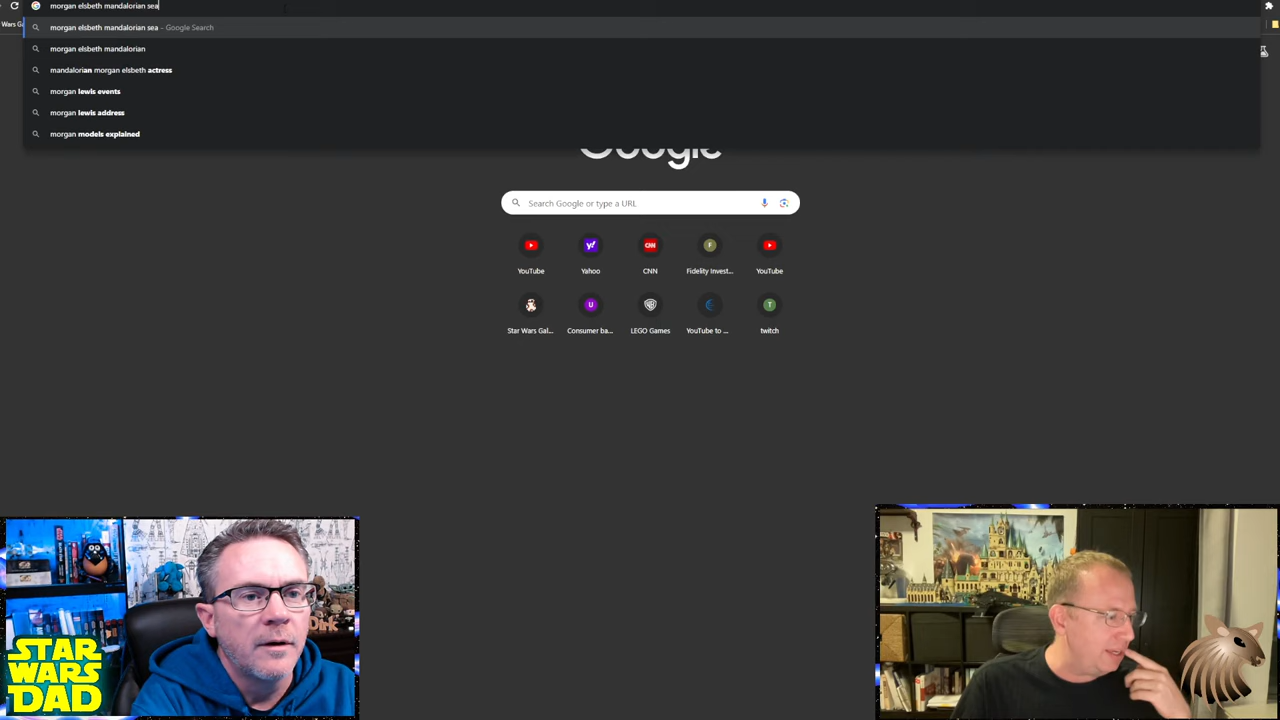 morgan elsbeth mandalorian sea
Wars Ga
morgan elsbeth mandalorian sea – Google Search
morgan elsbeth mandalorian
mandalorian morgan elsbeth actress
morgan lewis events
morgan lewis address
morgan models explained
Google
Search Google or type a URL
YouTube
Yahoo
CNN
Fidelity Invest...
YouTube
Star Wars Gal...
Consumer ba...
LEGO Games
YouTube to ...
twitch
STAR
WARS
DAD